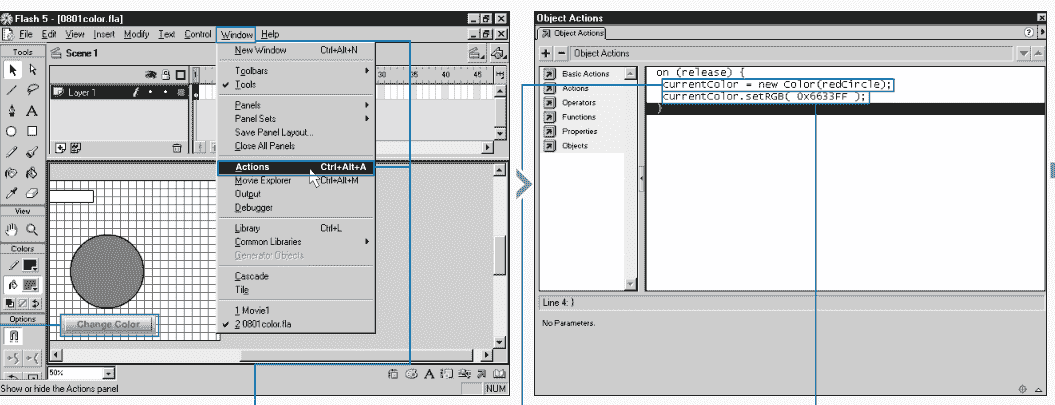 Flash 5 - [0801color.fla]
File Edit View Insert Modify Text Control Window Help
Tools
Scene 1
30 35 40 45
Layer 1
New Window Ctrl+Alt+N
Toolbars
Tools
Panels
Panel Sets
Save Panel Layout...
Close All Panels
Actions Ctrl+Alt+A
Movie Explorer Ctrl+Alt+M
Output
Debugger
Library Ctrl+L
Common Libraries
Generator Objects
Cascade
Tile
1 Movie1
2 0801color.fla
View
Colors
Options
Change Color
50%
Show or hide the Actions panel
NUM
Object Actions
Object Actions
Object Actions
Basic Actions
Actions
Operators
Functions
Properties
Objects
on (release) {
currentColor = new Color(redCircle);
currentColor.setRGB( 0x6633FF );
}
Line 4: }
No Parameters.